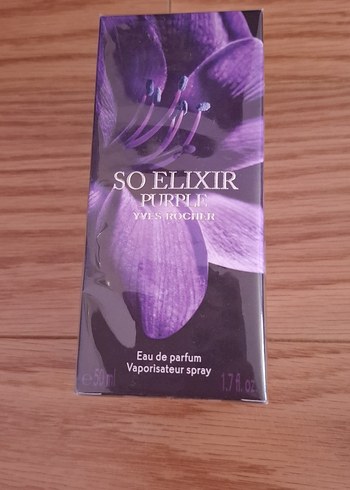 SO ELIXIR
PURPLE
YVES ROCHER
Eau de parfum
Vaporisateur spray
e 50 ml 1.7 fl. oz